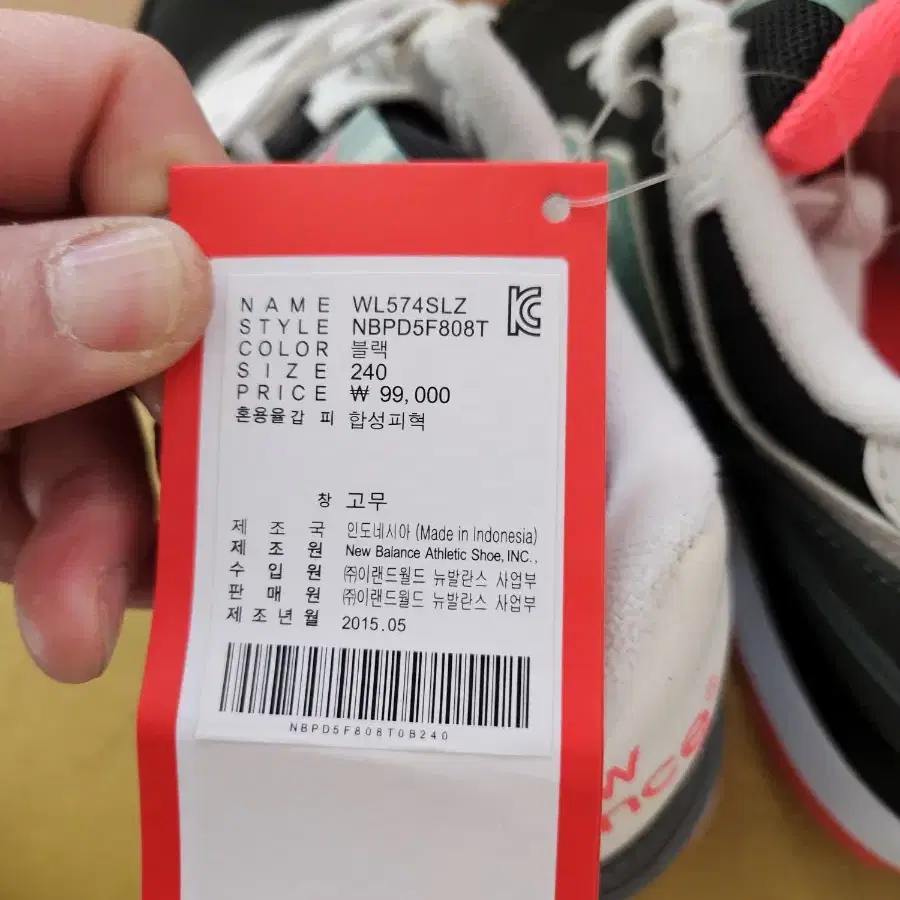 NAME WL574SLZ
STYLE NBPD5F808T
COLOR 블랙
SIZE 240
PRICE ₩ 99,000
혼용율갑 피 합성피혁
창 고무
제 조 국 인도네시아 (Made in Indonesia)
제 조 원 New Balance Athletic Shoe, INC.,
수 입 원 ㈜이랜드월드 뉴발란스 사업부
판 매 원 ㈜이랜드월드 뉴발란스 사업부
제조년월 2015.05
NBPD5F808T0B240